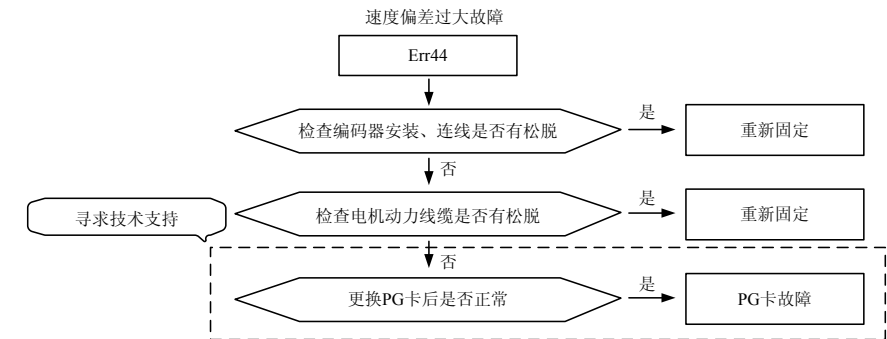 速度偏差过大故障
Err44
检查编码器安装、连线是否有松脱
是
重新固定
否
寻求技术支持
检查电机动力线缆是否有松脱
是
重新固定
否
更换PG卡后是否正常
是
PG卡故障